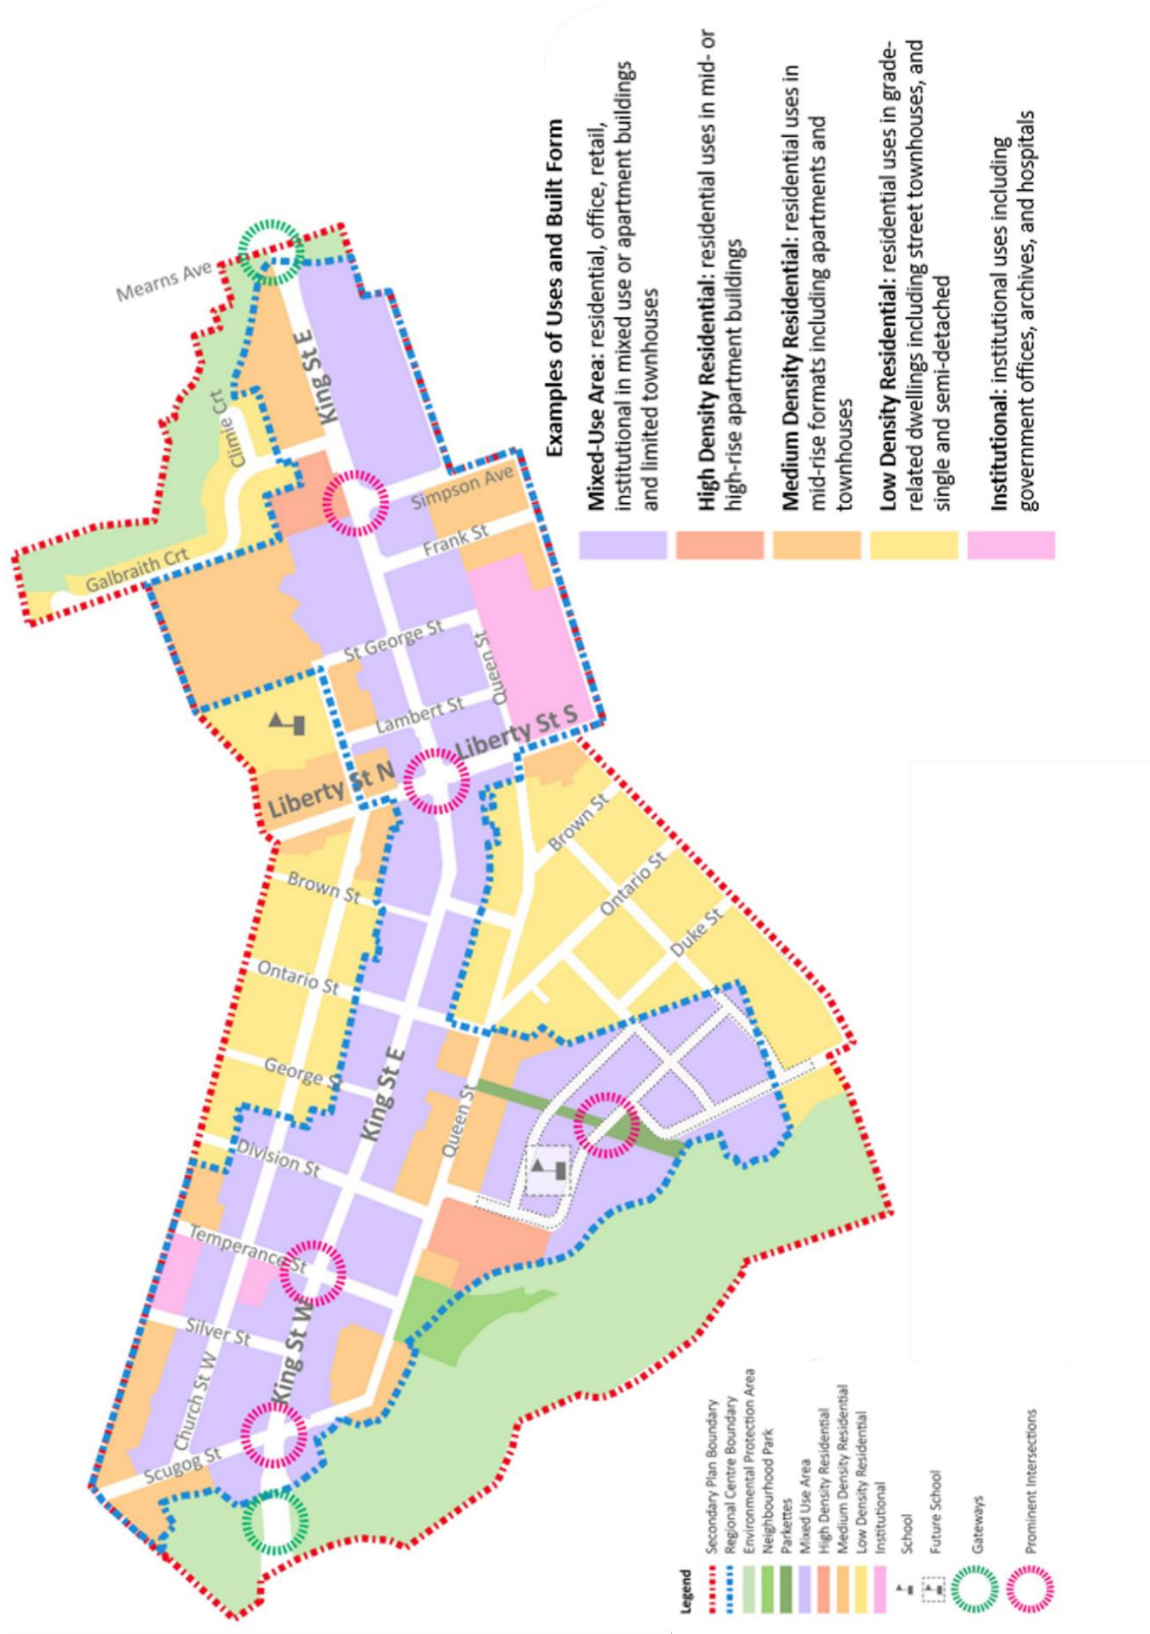 Mearns Ave
Climie Crt
King St E
Galbraith Crt
Simpson Ave
Frank St
St George St
Queen St
Lambert St
Liberty St S
Liberty St N
Brown St
Brown St
Ontario St
Ontario St
Duke St
George S
King St E
Queen St
Division St
Temperance St
Silver St
King St W
Church St W
Scugog St
Examples of Uses and Built Form
Mixed-Use Area: residential, office, retail,
institutional in mixed use or apartment buildings
and limited townhouses
High Density Residential: residential uses in mid- or
high-rise apartment buildings
Medium Density Residential: residential uses in
mid-rise formats including apartments and
townhouses
Low Density Residential: residential uses in grade-
related dwellings including street townhouses, and
single and semi-detached
Institutional: institutional uses including
government offices, archives, and hospitals
Legend
Secondary Plan Boundary
Regional Centre Boundary
Environmental Protection Area
Neighbourhood Park
Parkettes
Mixed Use Area
High Density Residential
Medium Density Residential
Low Density Residential
Institutional
School
Future School
Gateways
Prominent Intersections